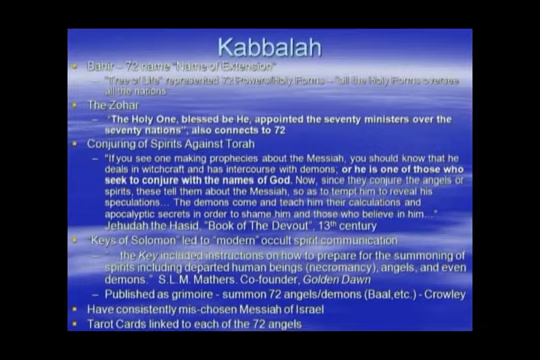 Kabbalah
• Bahir – 72 name "Name of Extension"
– "Tree of Life" represented 72 Powers/Holy Forms – "all the Holy Forms oversee
all the nations
• The Zohar
– "The Holy One, blessed be He, appointed the seventy ministers over the
seventy nations", also connects to 72
• Conjuring of Spirits Against Torah
– "If you see one making prophecies about the Messiah, you should know that he
deals in witchcraft and has intercourse with demons; or he is one of those who
seek to conjure with the names of God. Now, since they conjure the angels or
spirits, these tell them about the Messiah, so as to tempt him to reveal his
speculations... The demons come and teach him their calculations and
apocalyptic secrets in order to shame him and those who believe in him..."
Jehudah the Hasid, "Book of The Devout", 13th century
• "Keys of Solomon" led to "modern" occult spirit communication
– "...the Key included instructions on how to prepare for the summoning of
spirits including departed human beings (necromancy), angels, and even
demons." S.L.M. Mathers. Co-founder, Golden Dawn
– Published as grimoire - summon 72 angels/demons (Baal,etc.) - Crowley
• Have consistently mis-chosen Messiah of Israel
• Tarot Cards linked to each of the 72 angels